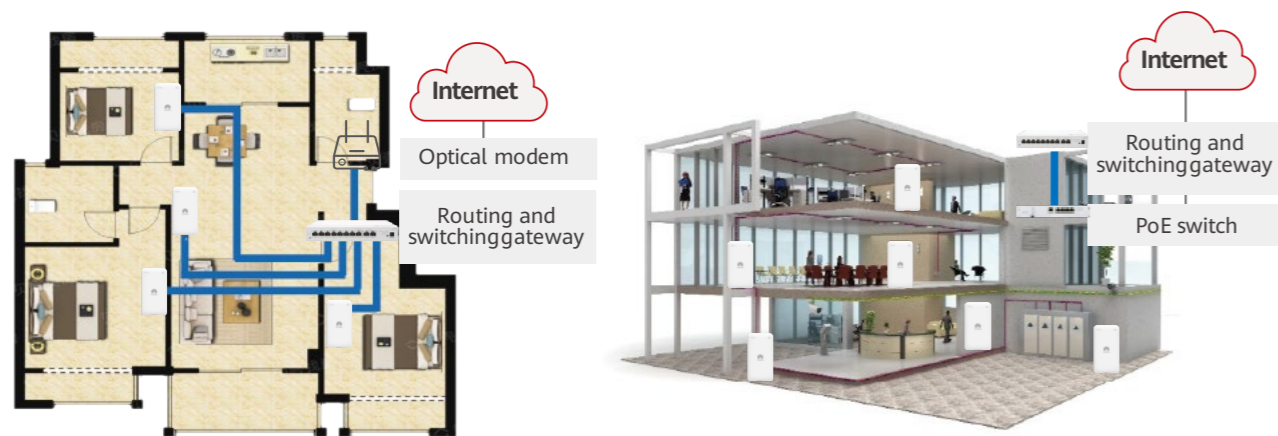 Internet
Optical modem
Routing and
switchinggateway
Internet
Routing and
switchinggateway
PoE switch